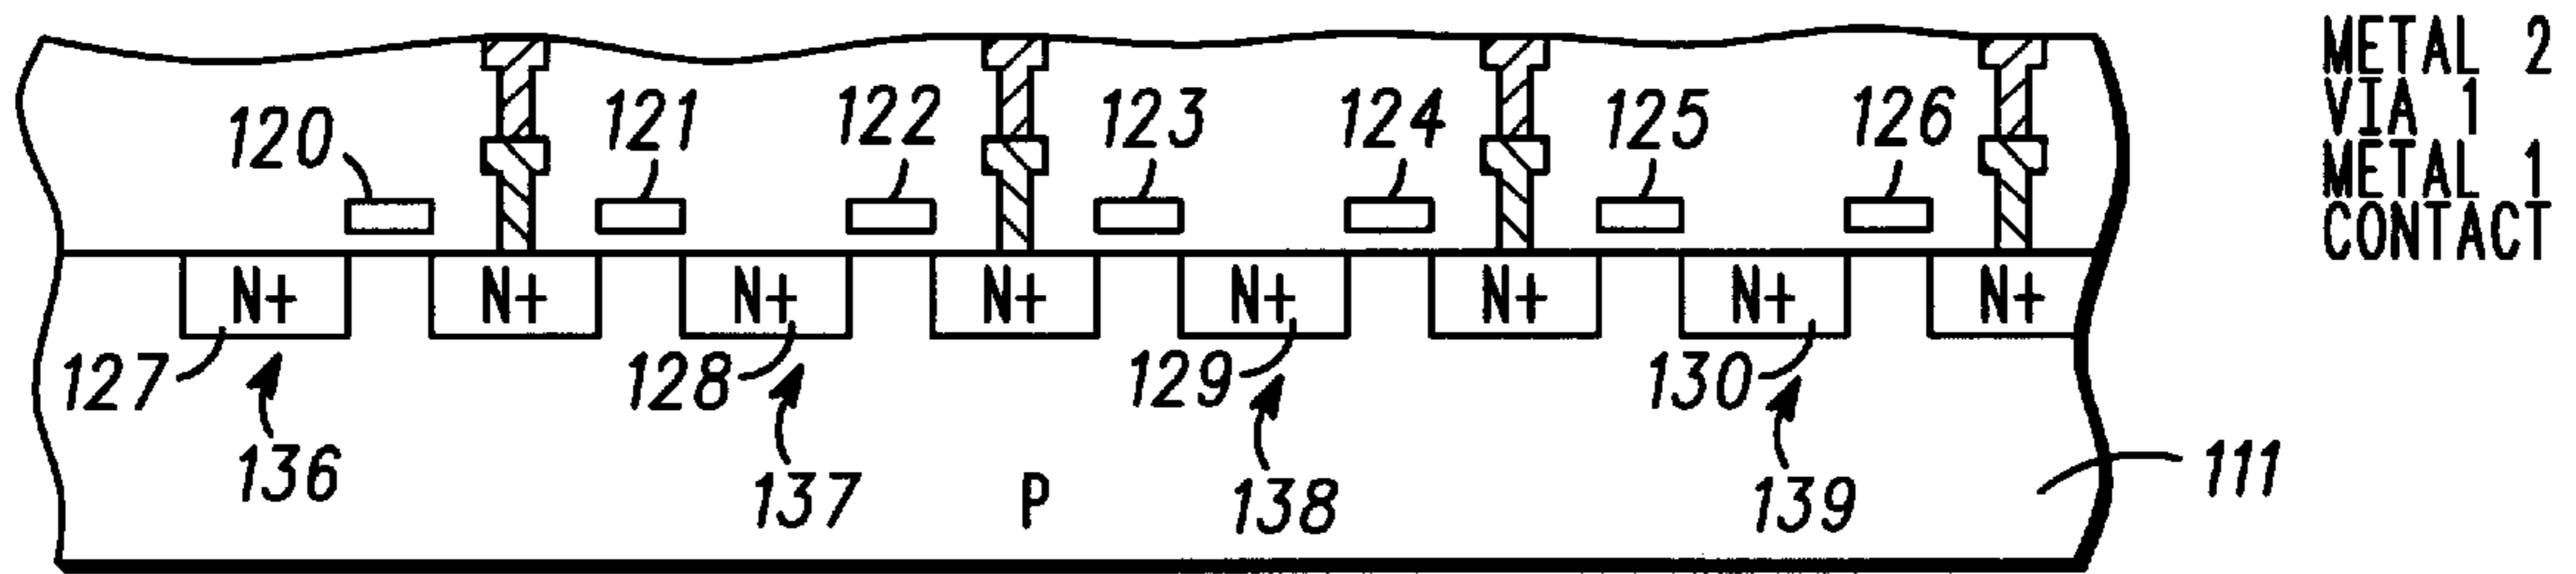 METAL 2
VIA 1
METAL 1
CONTACT
120 121 122 123 124 125 126
N+ N+ N+ N+ N+ N+ N+ N+
127 128 129 130
136 137 P 138 139 111